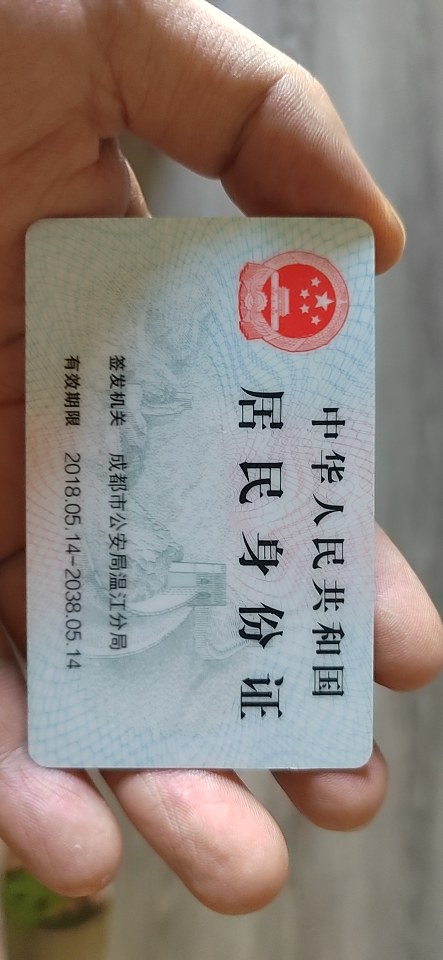 中华人民共和国
居民身份证
签发机关 成都市公安局温江分局
有效期限 2018.05.14-2038.05.14